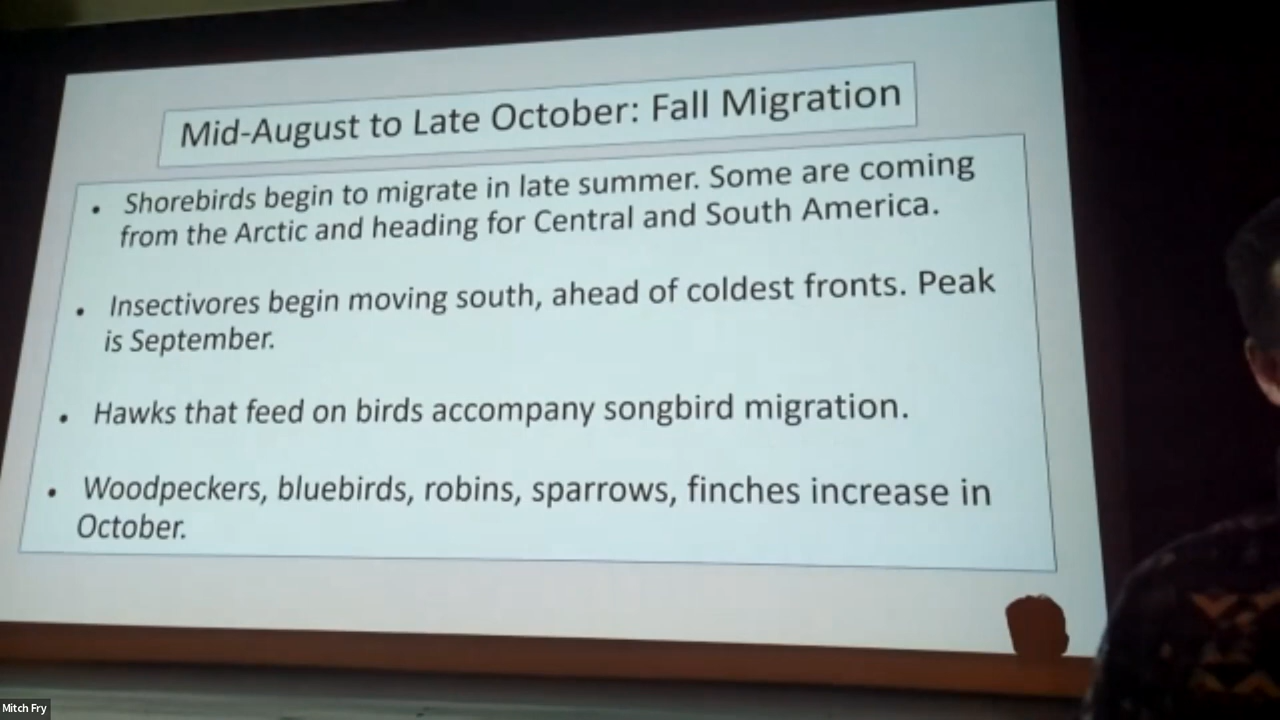 Mid-August to Late October: Fall Migration
• Shorebirds begin to migrate in late summer. Some are coming
from the Arctic and heading for Central and South America.
• Insectivores begin moving south, ahead of coldest fronts. Peak
is September.
• Hawks that feed on birds accompany songbird migration.
• Woodpeckers, bluebirds, robins, sparrows, finches increase in
October.
Mitch Fry